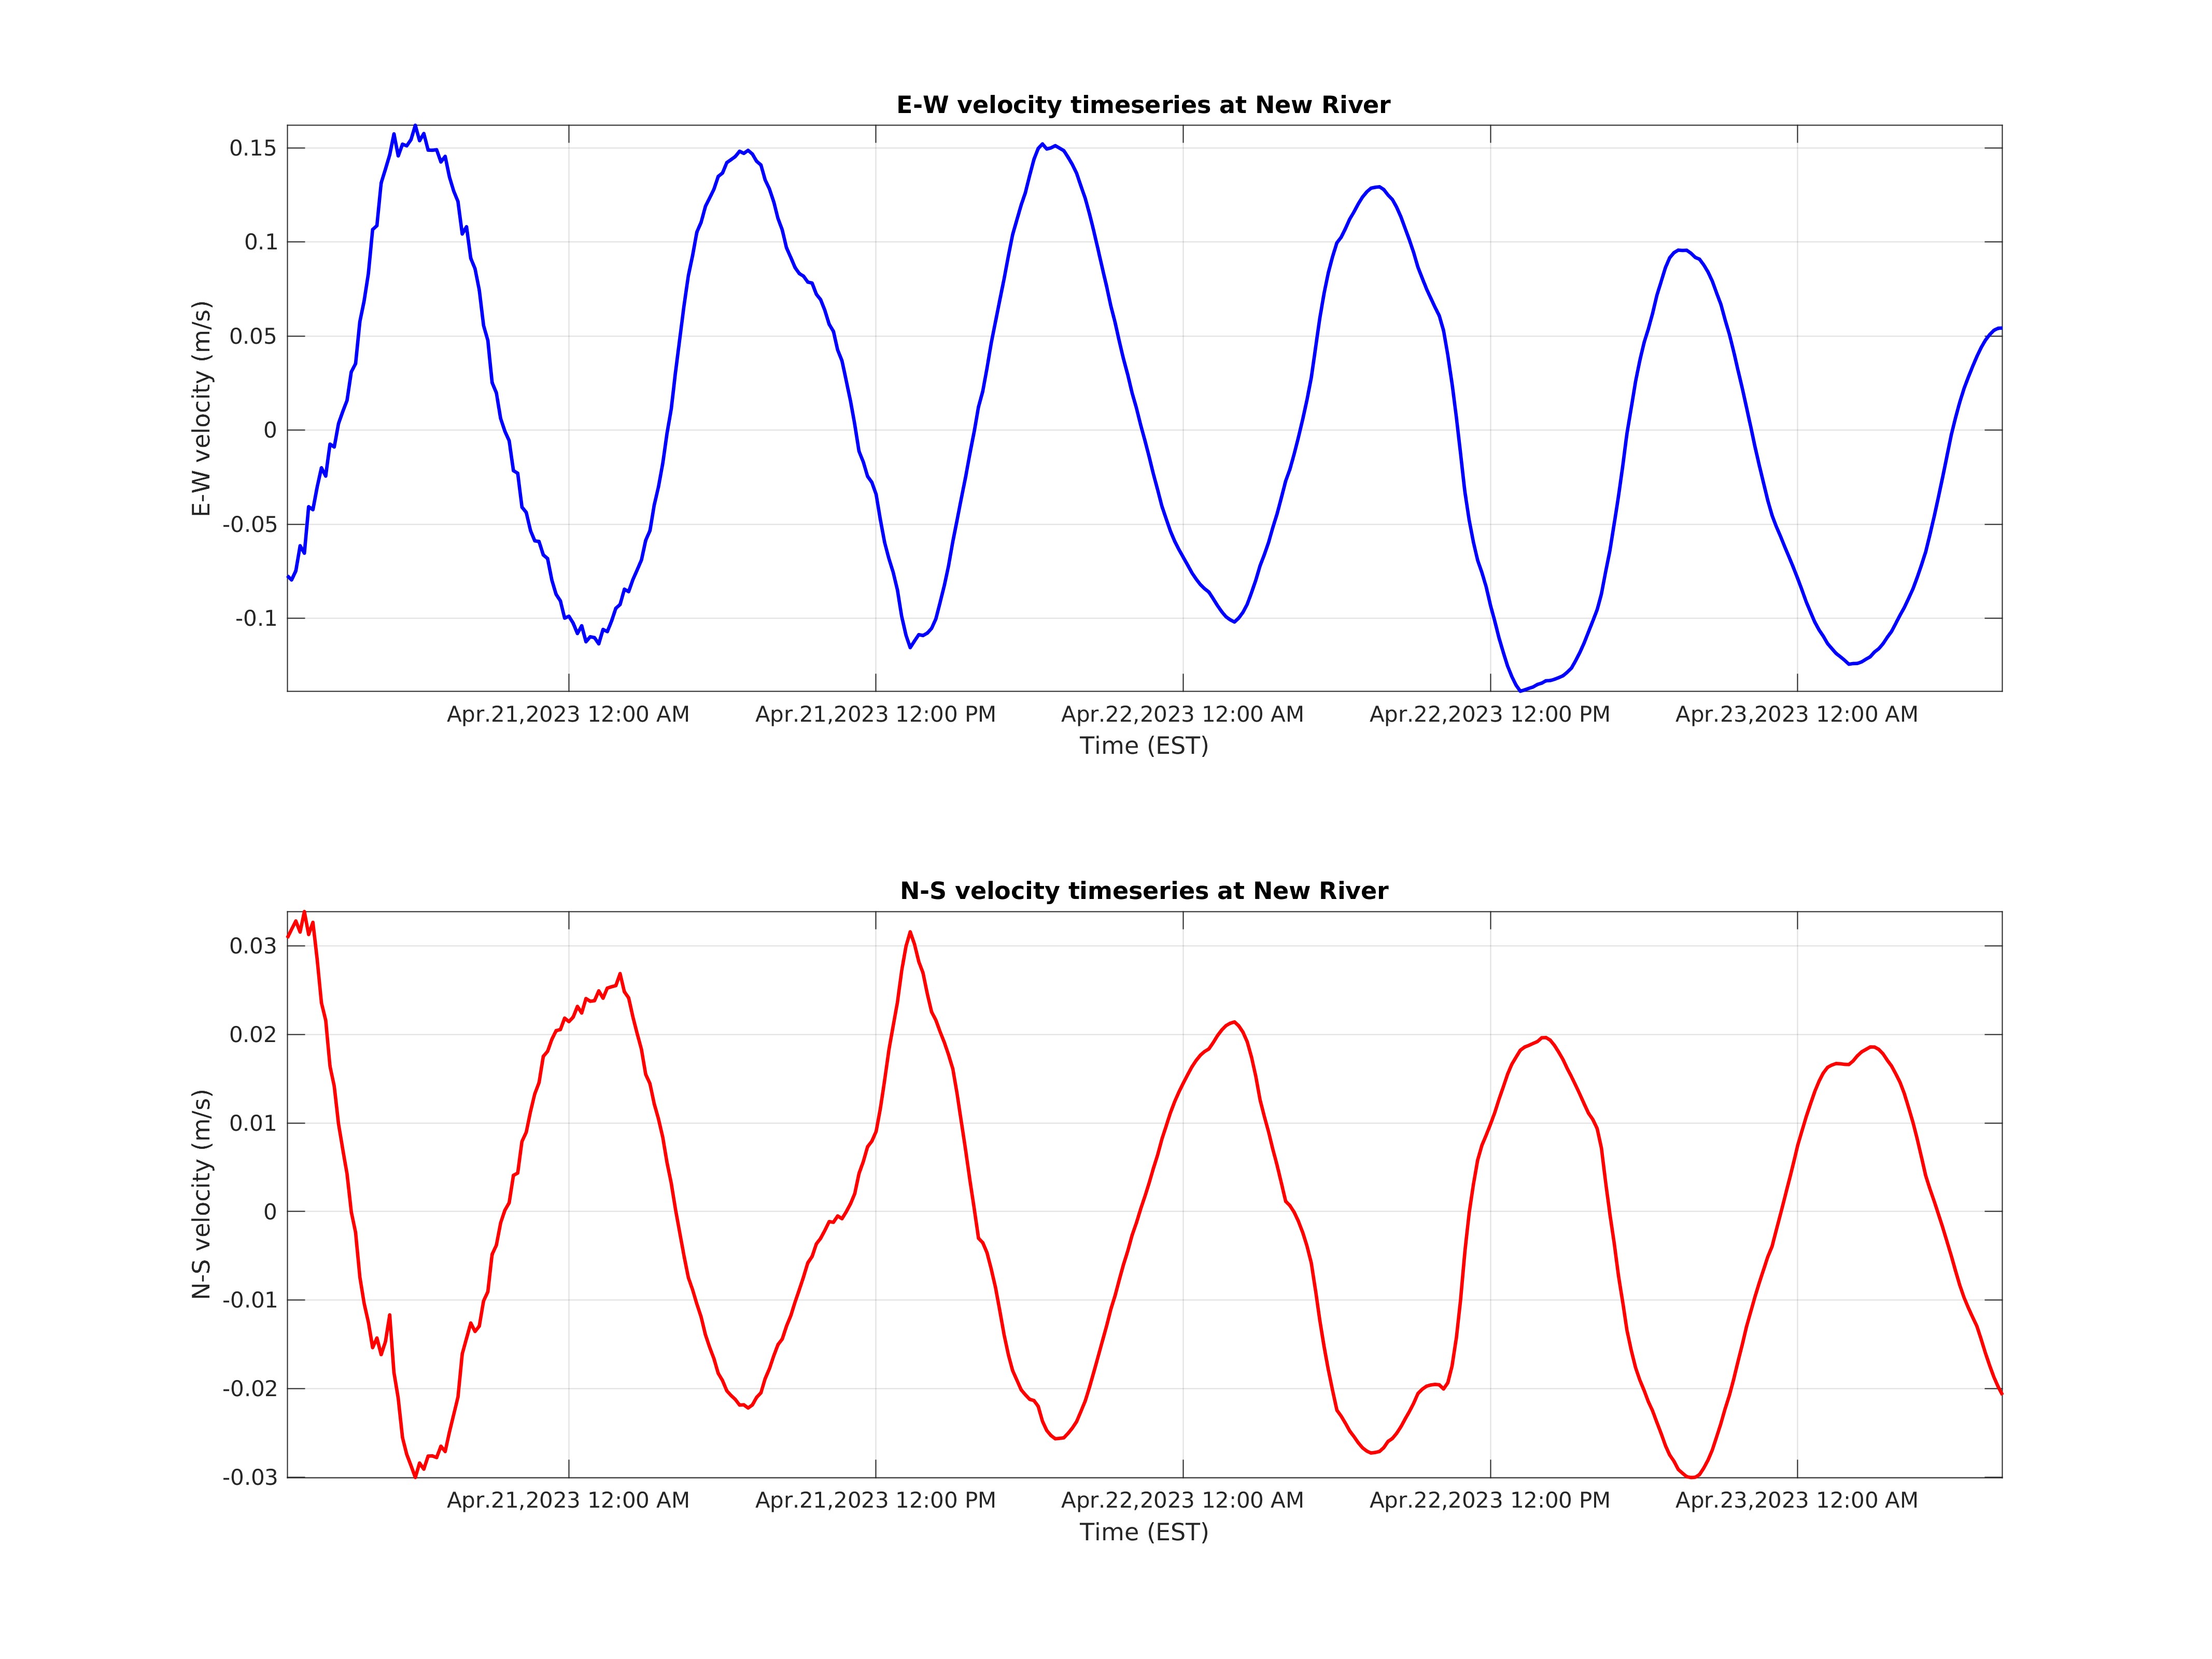 E-W velocity timeseries at New River
E-W velocity (m/s)
0.15
0.1
0.05
0
-0.05
-0.1
Apr.21,2023 12:00 AM
Apr.21,2023 12:00 PM
Apr.22,2023 12:00 AM
Apr.22,2023 12:00 PM
Apr.23,2023 12:00 AM
Time (EST)
N-S velocity timeseries at New River
N-S velocity (m/s)
0.03
0.02
0.01
0
-0.01
-0.02
-0.03
Apr.21,2023 12:00 AM
Apr.21,2023 12:00 PM
Apr.22,2023 12:00 AM
Apr.22,2023 12:00 PM
Apr.23,2023 12:00 AM
Time (EST)